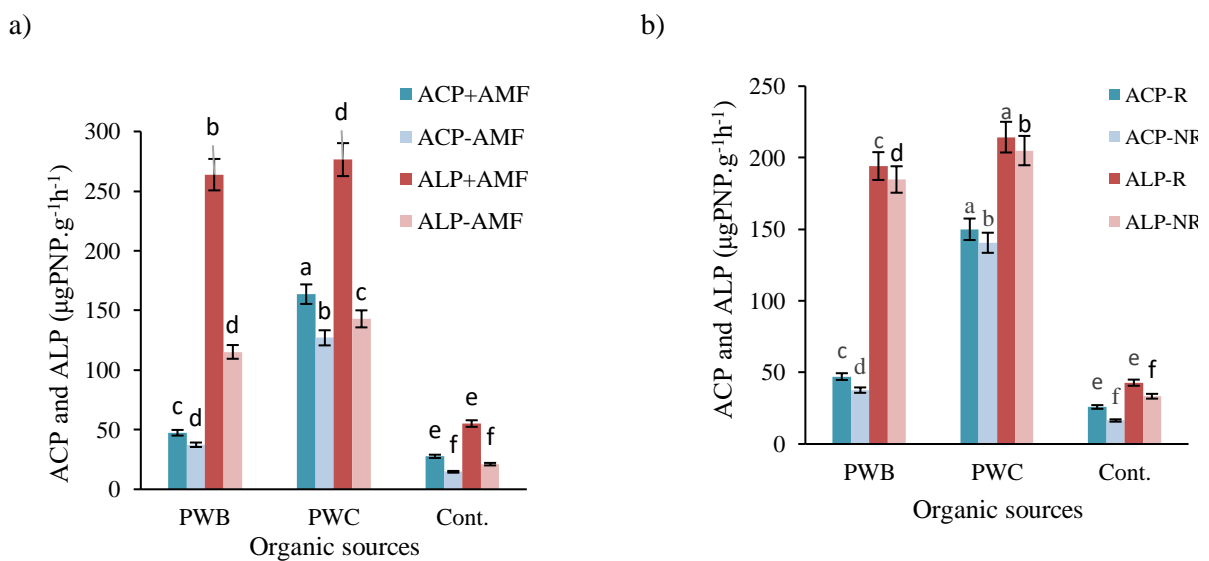 a)
ACP+AMF
ACP-AMF
ALP+AMF
ALP-AMF
ACP and ALP (µgPNP.g⁻¹h⁻¹)
300
250
200
150
100
50
0
b
d
d
a
b
c
c
d
e
f
e
f
PWB
PWC
Cont.
Organic sources
b)
ACP-R
ACP-NR
ALP-R
ALP-NR
ACP and ALP (µgPNP.g⁻¹h⁻¹)
250
200
150
100
50
0
c
d
c
d
a
b
a
b
e
f
e
f
PWB
PWC
Cont.
Organic sources